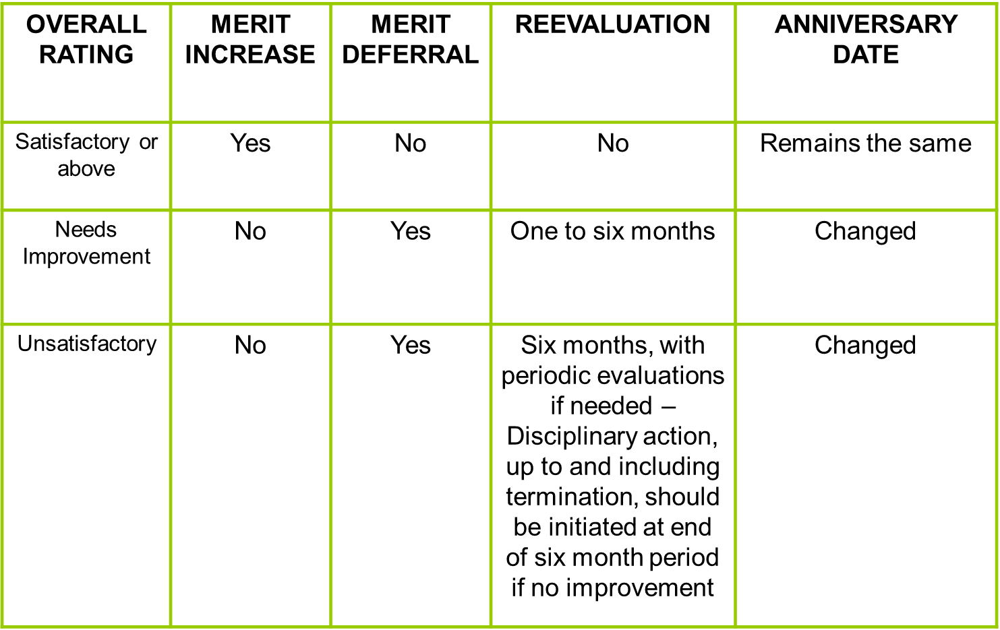 OVERALL RATING
MERIT INCREASE
MERIT DEFERRAL
REEVALUATION
ANNIVERSARY DATE
Satisfactory or above
Yes
No
No
Remains the same
Needs Improvement
No
Yes
One to six months
Changed
Unsatisfactory
No
Yes
Six months, with
periodic evaluations
if needed –
Disciplinary action,
up to and including
termination, should
be initiated at end
of six month period
if no improvement
Changed